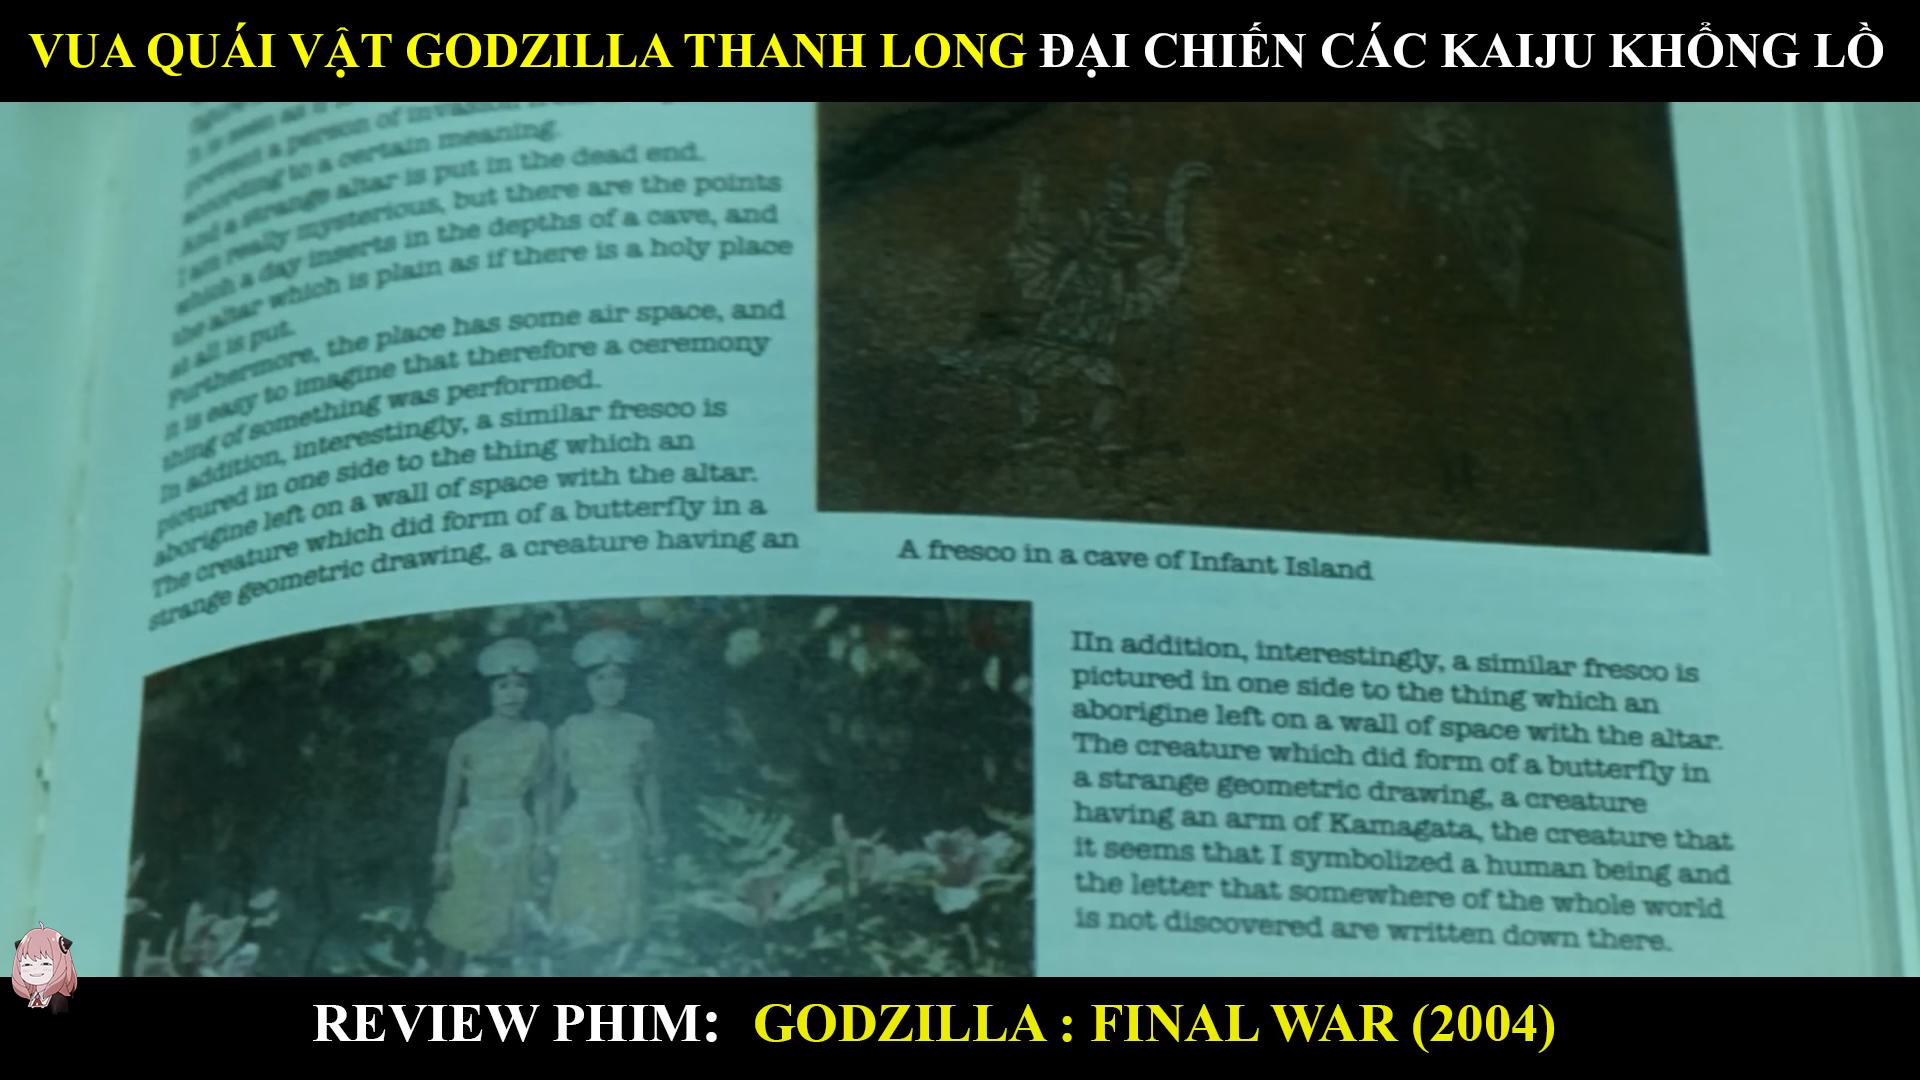 VUA QUÁI VẬT GODZILLA THANH LONG ĐẠI CHIẾN CÁC KAIJU KHỔNG LỒ
it is seen as it
prevent a person of invasion
according to a certain meaning.
And a strange altar is put in the dead end.
I am really mysterious, but there are the points
which a day inserts in the depths of a cave, and
the altar which is plain as if there is a holy place
at all is put.
Furthermore, the place has some air space, and
it is easy to imagine that therefore a ceremony
thing of something was performed.
In addition, interestingly, a similar fresco is
pictured in one side to the thing which an
aborigine left on a wall of space with the altar.
The creature which did form of a butterfly in a
strange geometric drawing, a creature having an
A fresco in a cave of Infant Island
IIn addition, interestingly, a similar fresco is
pictured in one side to the thing which an
aborigine left on a wall of space with the altar.
The creature which did form of a butterfly in
a strange geometric drawing, a creature
having an arm of Kamagata, the creature that
it seems that I symbolized a human being and
the letter that somewhere of the whole world
is not discovered are written down there.
REVIEW PHIM: GODZILLA : FINAL WAR (2004)